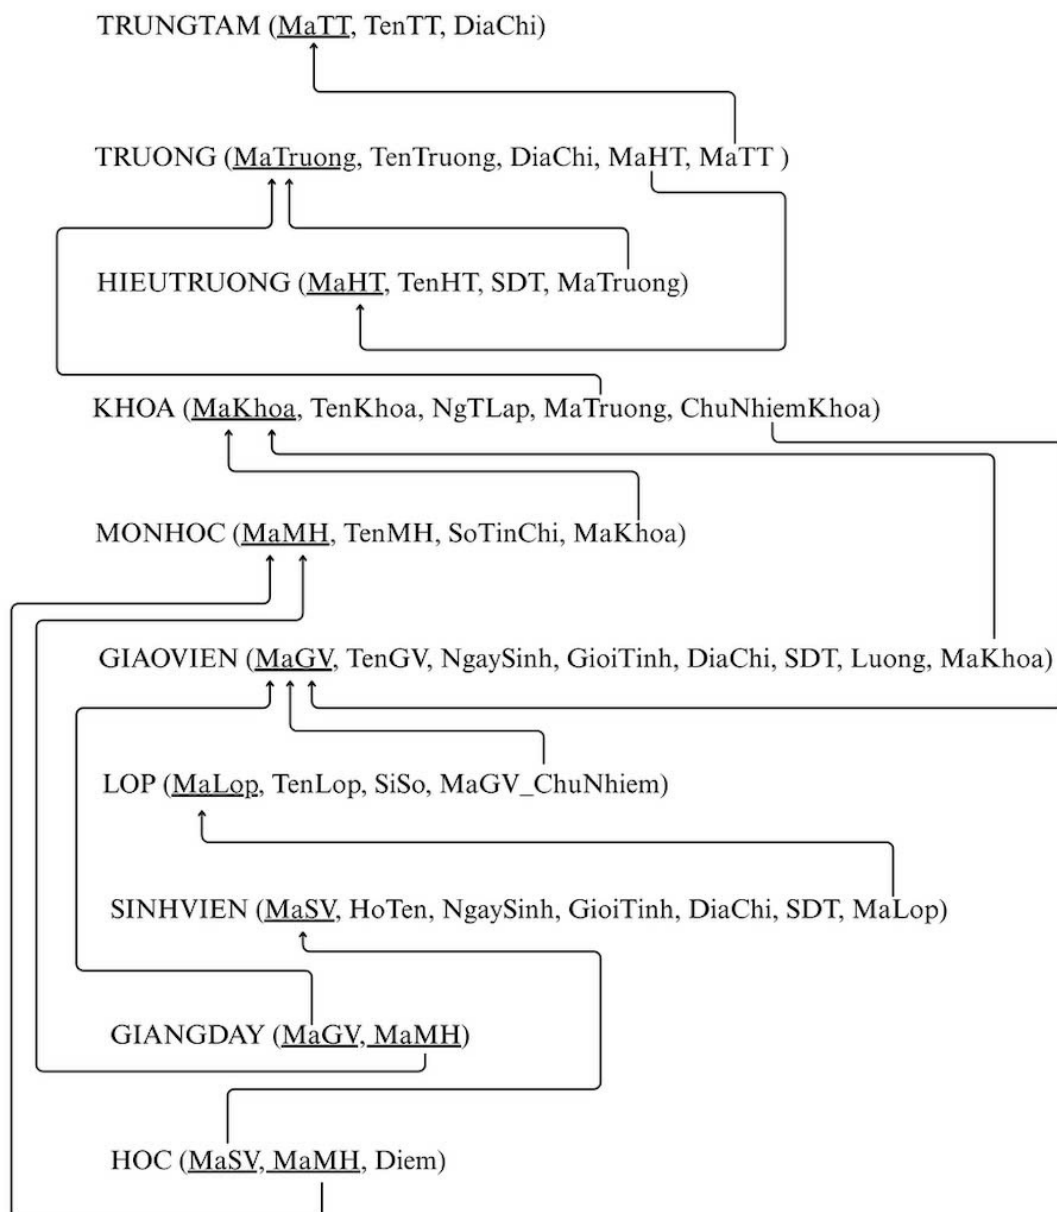 TRUNGTAM (MaTT, TenTT, DiaChi)
TRUONG (MaTruong, TenTruong, DiaChi, MaHT, MaTT )
HIEUTRUONG (MaHT, TenHT, SDT, MaTruong)
KHOA (MaKhoa, TenKhoa, NgTLap, MaTruong, ChuNhiemKhoa)
MONHOC (MaMH, TenMH, SoTinChi, MaKhoa)
GIAOVIEN (MaGV, TenGV, NgaySinh, GioiTinh, DiaChi, SDT, Luong, MaKhoa)
LOP (MaLop, TenLop, SiSo, MaGV_ChuNhiem)
SINHVIEN (MaSV, HoTen, NgaySinh, GioiTinh, DiaChi, SDT, MaLop)
GIANGDAY (MaGV, MaMH)
HOC (MaSV, MaMH, Diem)